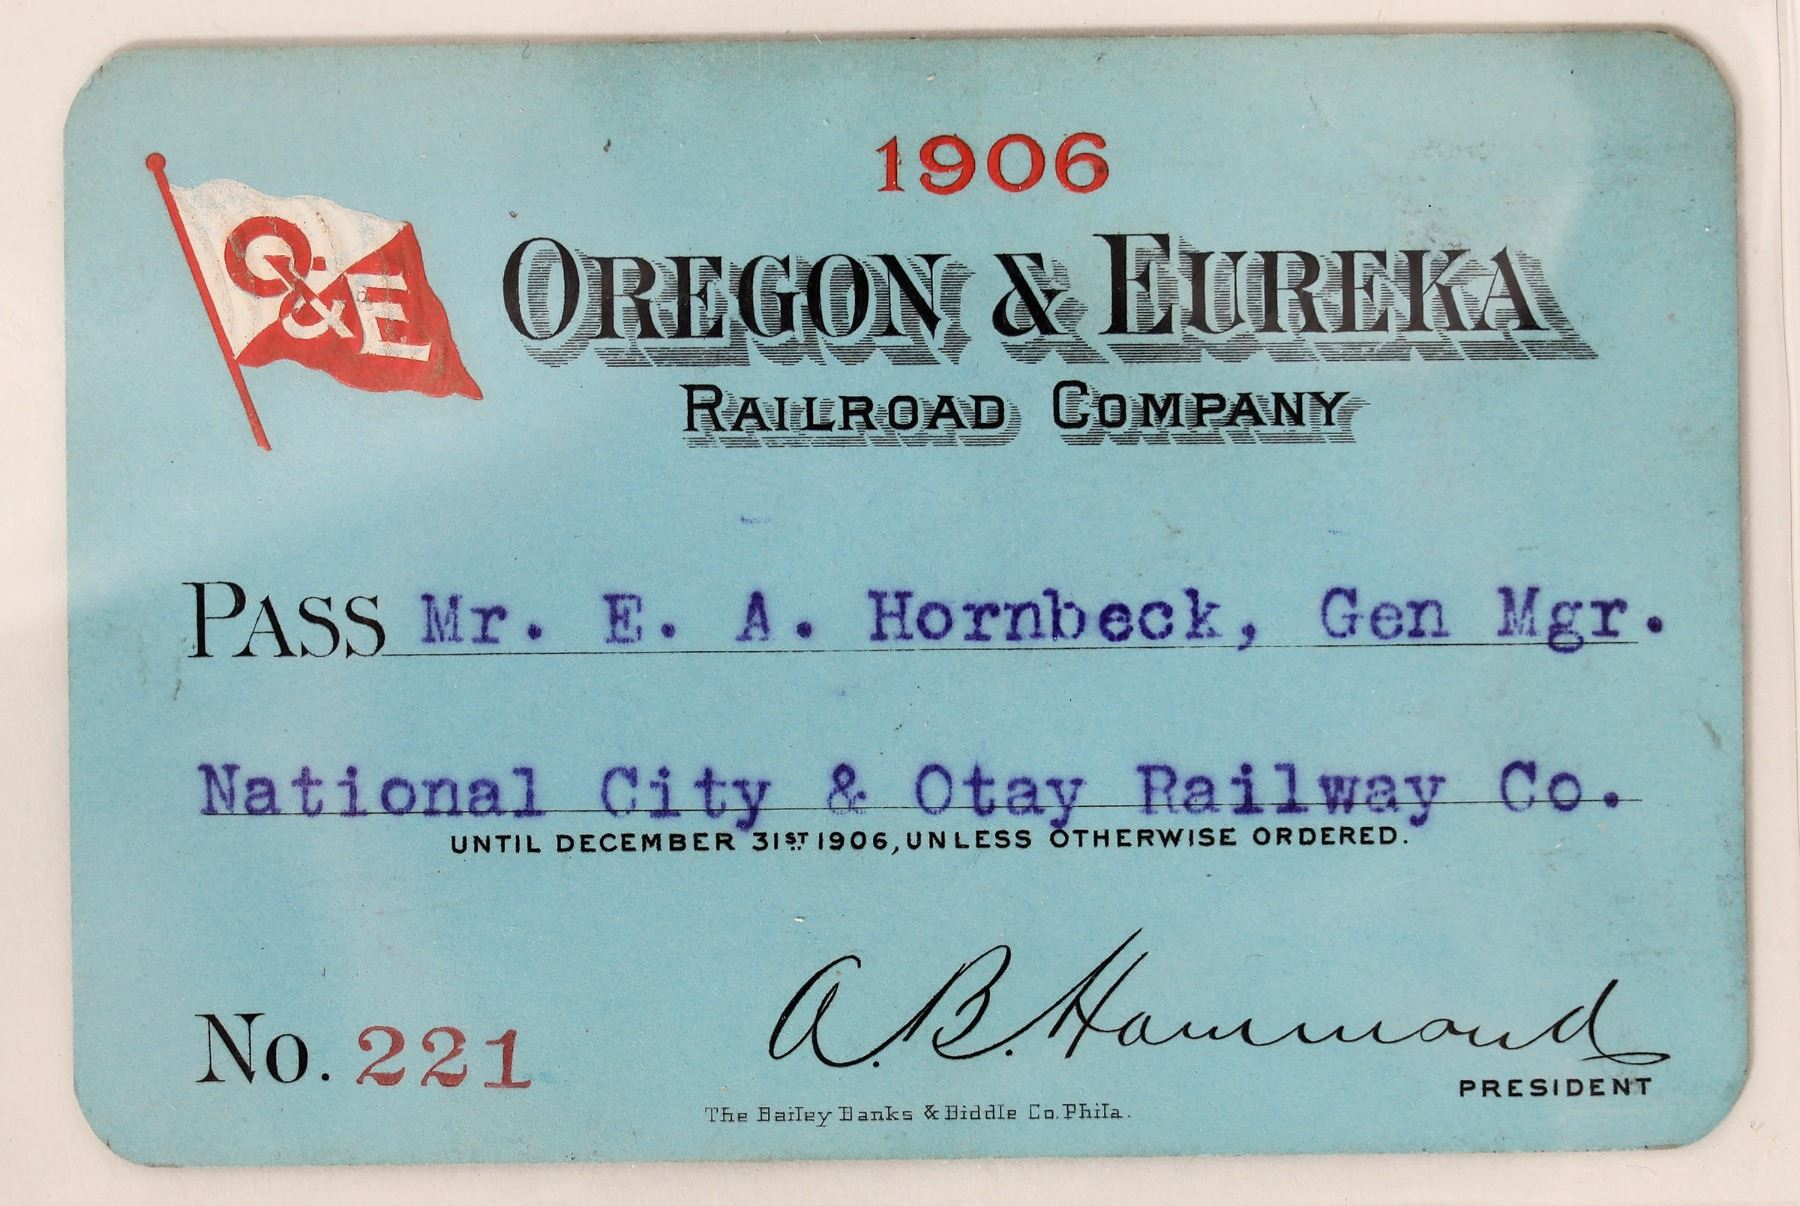 1906
O&E
OREGON & EUREKA
RAILROAD COMPANY
PASS Mr. E. A. Hornbeck, Gen Mgr.
National City & Otay Railway Co.
UNTIL DECEMBER 31ST 1906, UNLESS OTHERWISE ORDERED.
A. B. Hammond
No. 221
PRESIDENT
The Bailey Banks & Biddle Co. Phila.